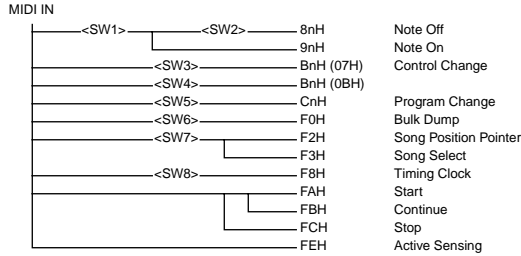 MIDI IN
<SW1> <SW2> 8nH Note Off
9nH Note On
<SW3> BnH (07H) Control Change
<SW4> BnH (0BH)
<SW5> CnH Program Change
<SW6> F0H Bulk Dump
<SW7> F2H Song Position Pointer
F3H Song Select
<SW8> F8H Timing Clock
FAH Start
FBH Continue
FCH Stop
FEH Active Sensing